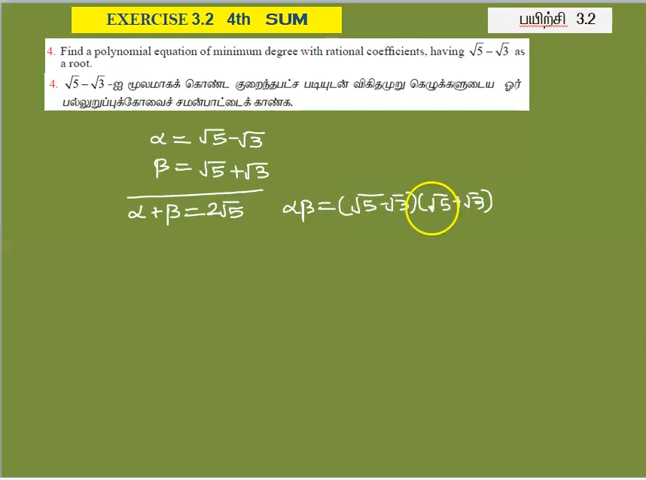 EXERCISE 3.2 4th SUM
பயிற்சி 3.2
4. Find a polynomial equation of minimum degree with rational coefficients, having √5 – √3 as
a root.
4. √5 – √3 -ஐ மூலமாகக் கொண்ட குறைந்தபட்ச படியுடன் விகிதமுறு கெழுக்களுடைய ஓர்
பல்லுறுப்புக்கோவைச் சமன்பாட்டைக் காண்க.
α = √5 – √3
β = √5 + √3
α + β = 2√5 αβ = (√5 – √3)(√5 + √3)